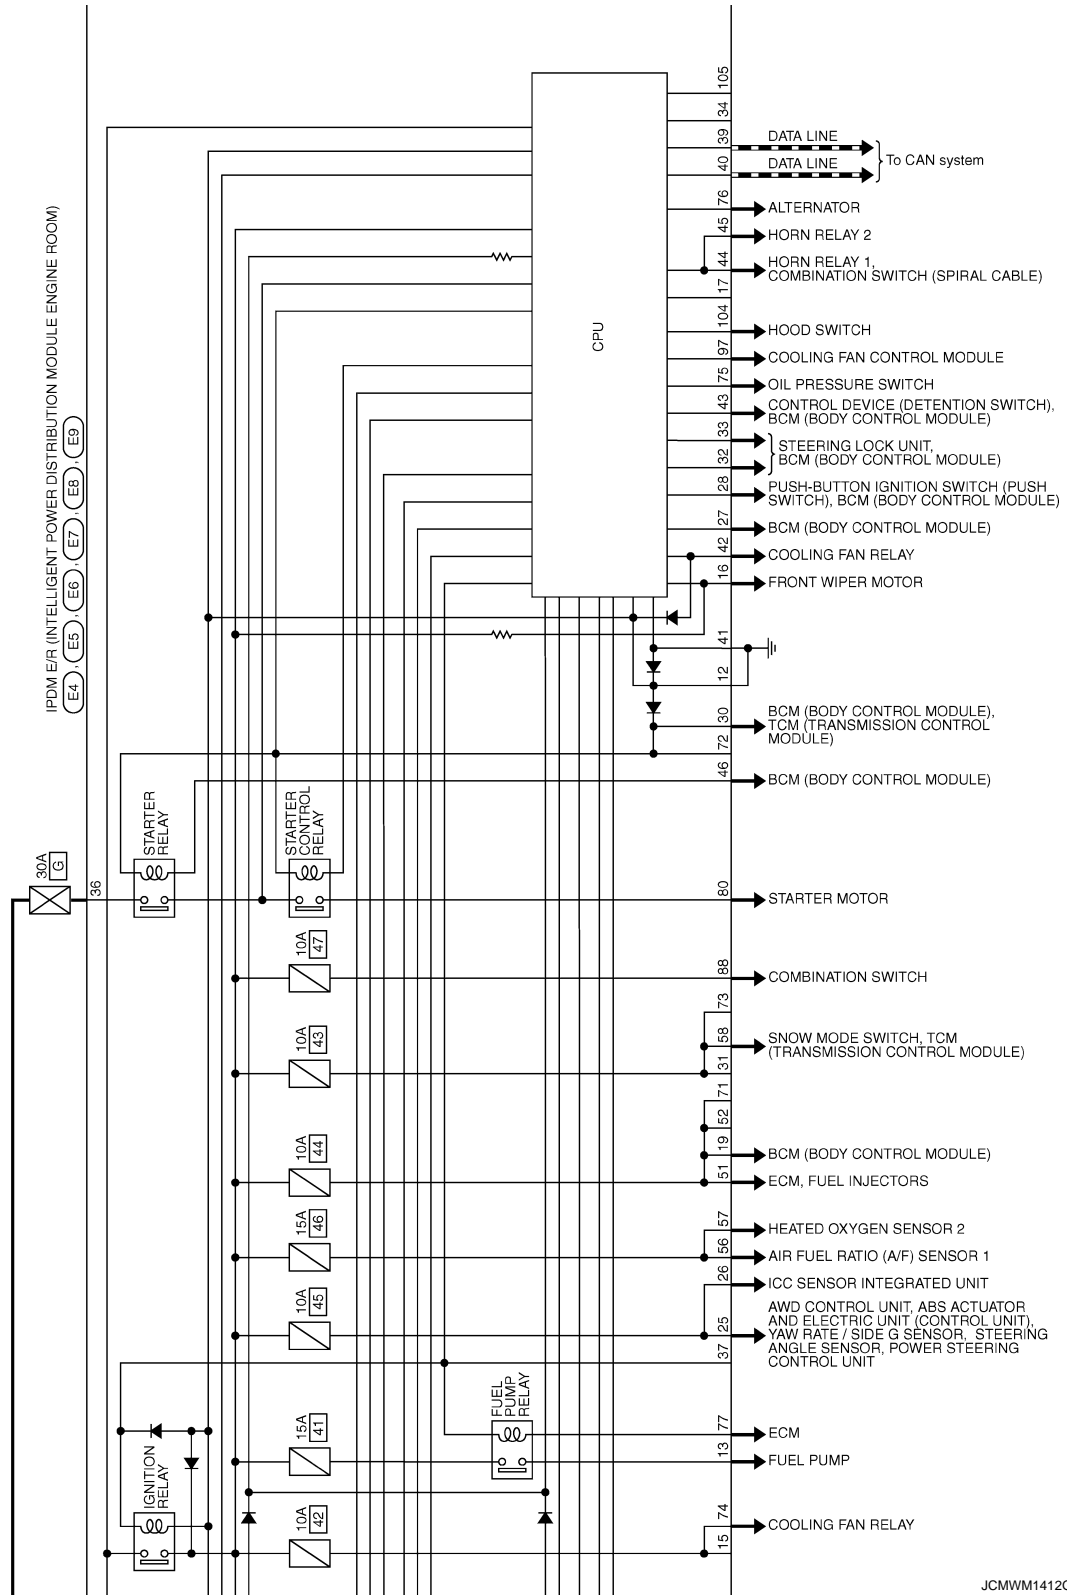 105
34
39
DATA LINE
40
DATA LINE
To CAN system
76
ALTERNATOR
45
HORN RELAY 2
44
HORN RELAY 1,
COMBINATION SWITCH (SPIRAL CABLE)
17
104
HOOD SWITCH
97
COOLING FAN CONTROL MODULE
75
OIL PRESSURE SWITCH
43
CONTROL DEVICE (DETENTION SWITCH),
BCM (BODY CONTROL MODULE)
33
32
STEERING LOCK UNIT,
BCM (BODY CONTROL MODULE)
28
PUSH-BUTTON IGNITION SWITCH (PUSH
SWITCH), BCM (BODY CONTROL MODULE)
27
BCM (BODY CONTROL MODULE)
42
COOLING FAN RELAY
16
FRONT WIPER MOTOR
CPU
IPDM E/R (INTELLIGENT POWER DISTRIBUTION MODULE ENGINE ROOM)
E4 , E5 , E6 , E7 , E8 , E9
41
12
30
BCM (BODY CONTROL MODULE),
TCM (TRANSMISSION CONTROL
MODULE)
72
46
BCM (BODY CONTROL MODULE)
STARTER
RELAY
STARTER
CONTROL
RELAY
30A
G
36
80
STARTER MOTOR
10A
47
88
COMBINATION SWITCH
10A
43
73
58
31
SNOW MODE SWITCH, TCM
(TRANSMISSION CONTROL MODULE)
10A
44
71
52
19
BCM (BODY CONTROL MODULE)
51
ECM, FUEL INJECTORS
15A
46
57
HEATED OXYGEN SENSOR 2
56
AIR FUEL RATIO (A/F) SENSOR 1
10A
45
26
ICC SENSOR INTEGRATED UNIT
25
AWD CONTROL UNIT, ABS ACTUATOR
AND ELECTRIC UNIT (CONTROL UNIT),
YAW RATE / SIDE G SENSOR, STEERING
ANGLE SENSOR, POWER STEERING
CONTROL UNIT
37
FUEL
PUMP
RELAY
15A
41
77
ECM
13
FUEL PUMP
IGNITION
RELAY
10A
42
74
COOLING FAN RELAY
15
JCMWM1412G